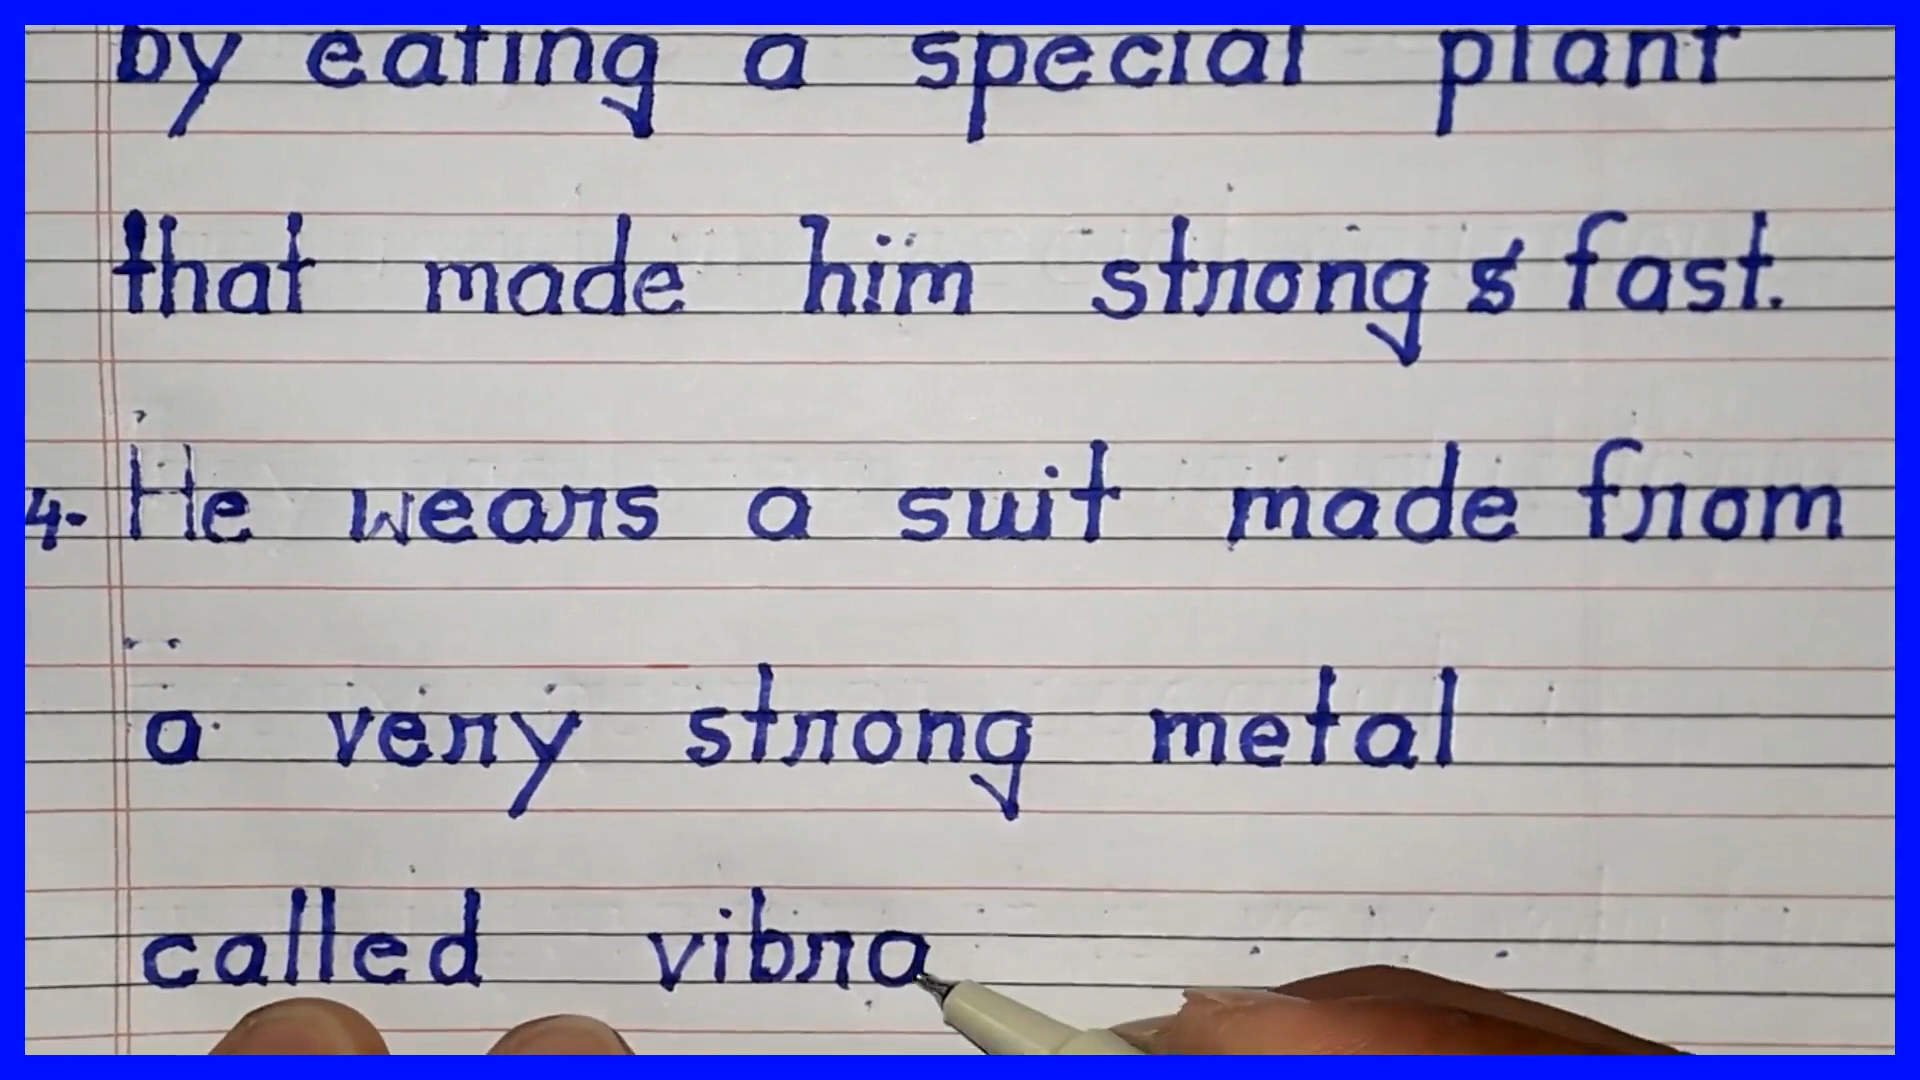 by eating a special plant
that made him strong & fast.
4. He wears a suit made from
a very strong metal
called vibra